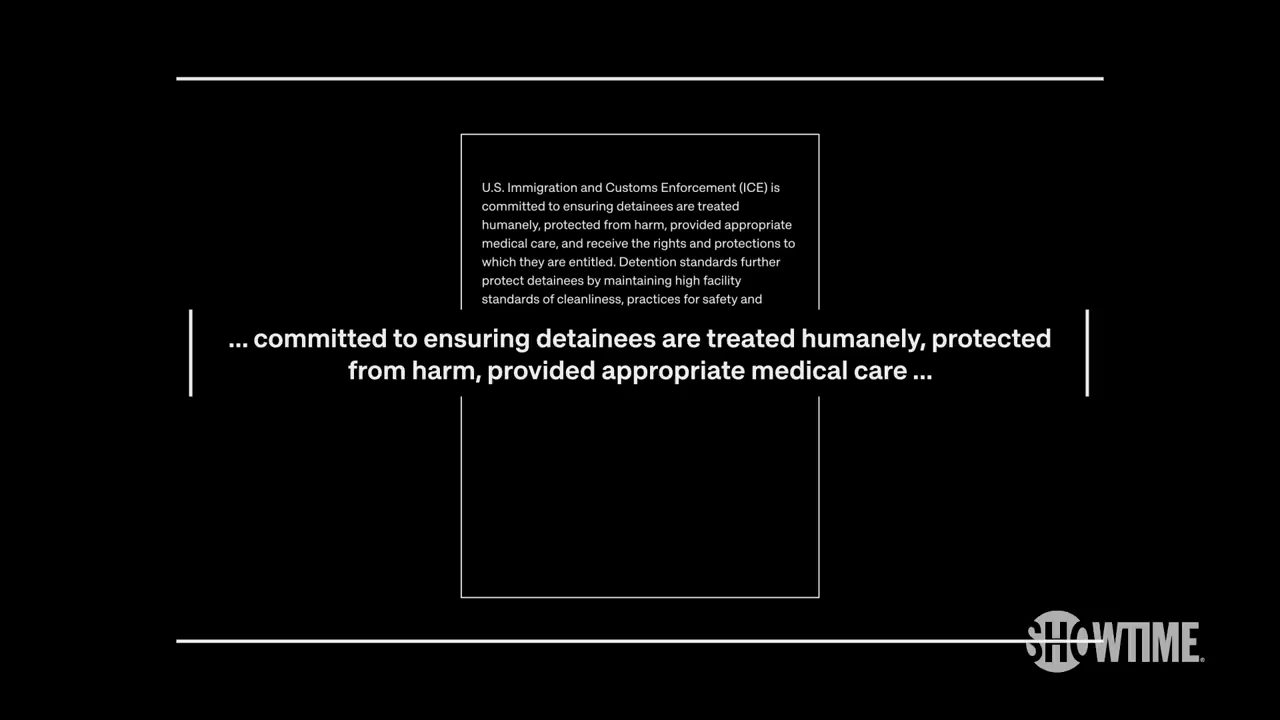 U.S. Immigration and Customs Enforcement (ICE) is
committed to ensuring detainees are treated
humanely, protected from harm, provided appropriate
medical care, and receive the rights and protections to
which they are entitled. Detention standards further
protect detainees by maintaining high facility
standards of cleanliness, practices for safety and
... committed to ensuring detainees are treated humanely, protected
from harm, provided appropriate medical care ...
SHOWTIME®